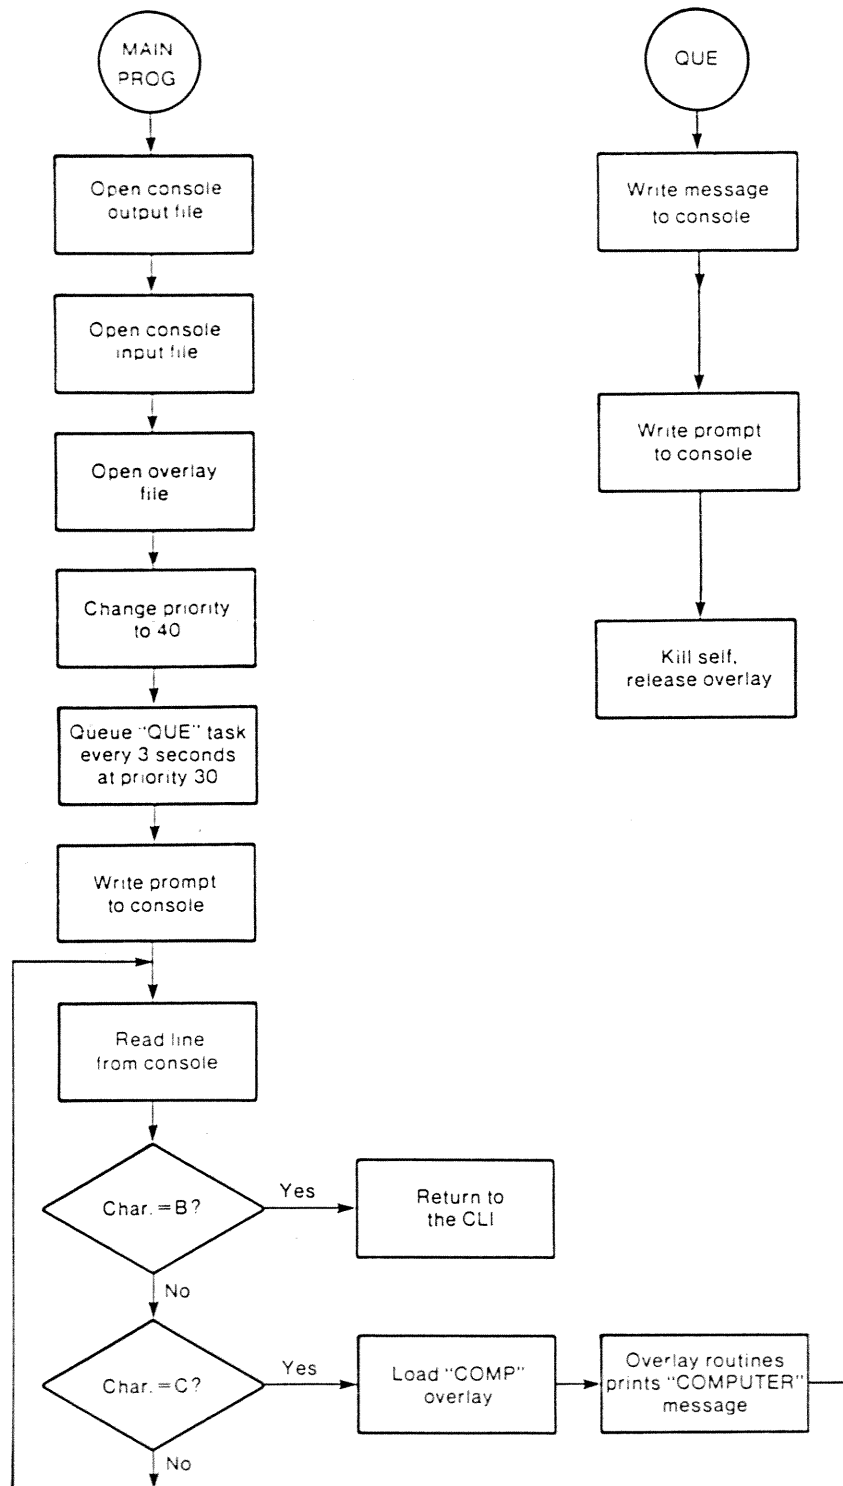 MAIN
PROG
Open console
output file
Open console
input file
Open overlay
file
Change priority
to 40
Queue "QUE" task
every 3 seconds
at priority 30
Write prompt
to console
Read line
from console
Char. = B?
Yes
Return to
the CLI
No
Char. = C?
Yes
Load "COMP"
overlay
Overlay routines
prints "COMPUTER"
message
No
QUE
Write message
to console
Write prompt
to console
Kill self,
release overlay